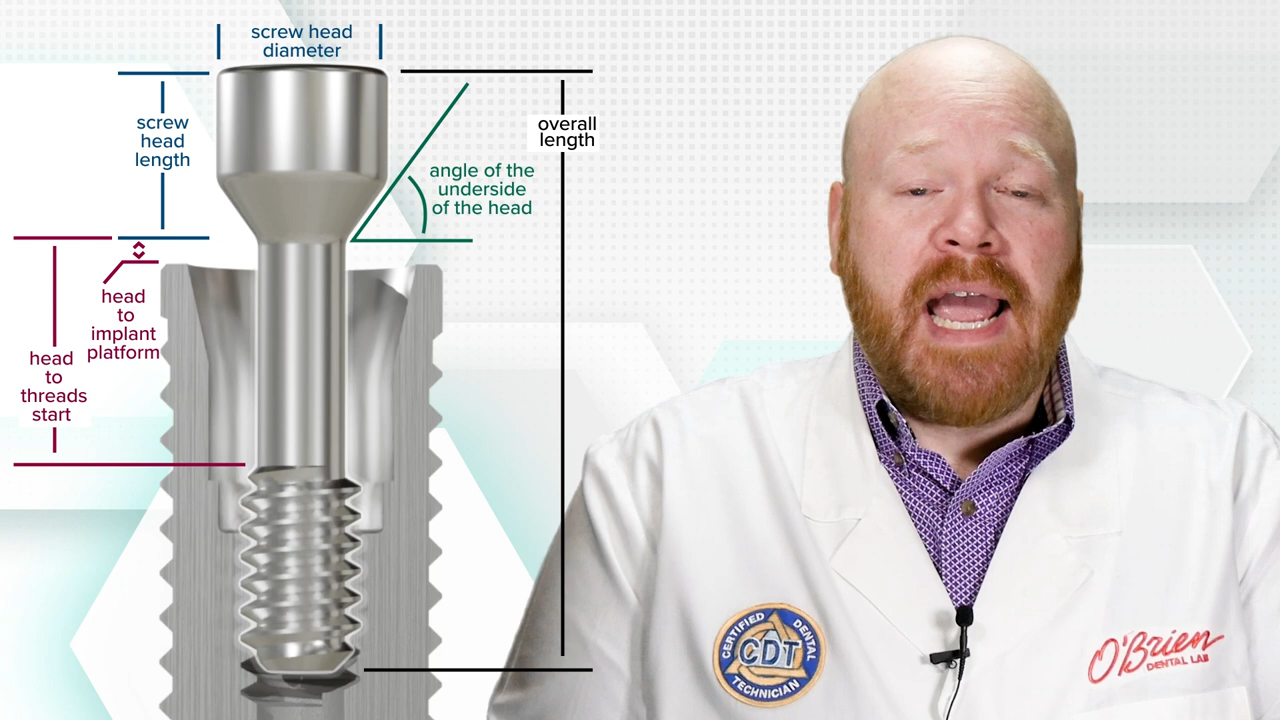 screw head
diameter
screw
head
length
overall
length
angle of the
underside
of the head
head
to
implant
platform
head
to
threads
start
CERTIFIED DENTAL
CDT
TECHNICIAN
O'Brien
DENTAL LAB